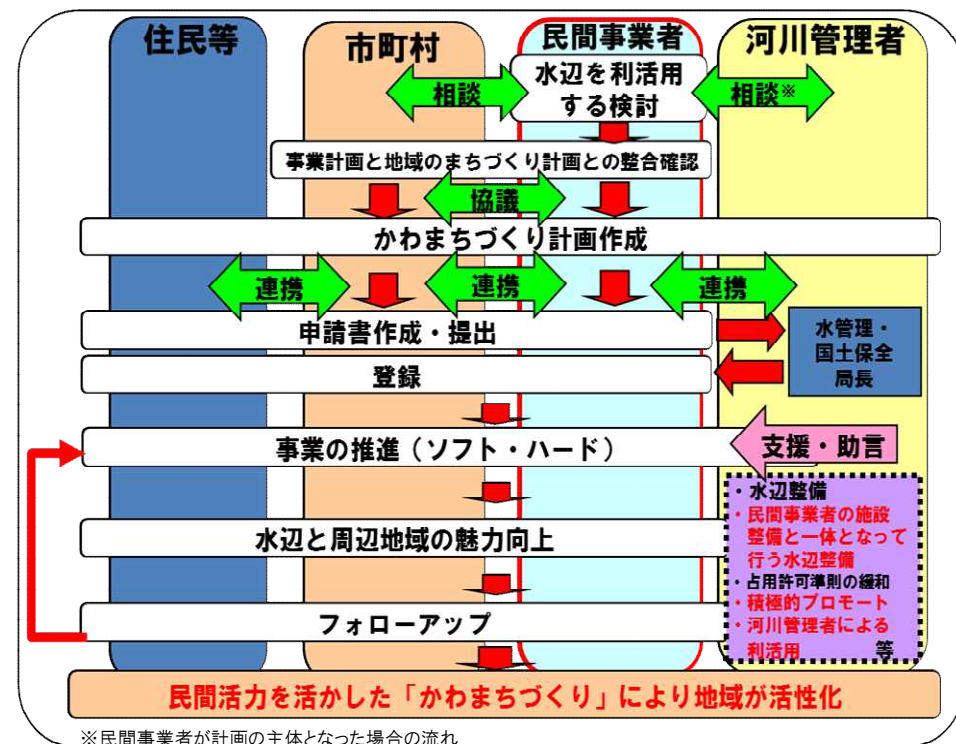 住民等
市町村
民間事業者
河川管理者
相談
水辺を利活用
する検討
相談※
事業計画と地域のまちづくり計画との整合確認
協議
かわまちづくり計画作成
連携
連携
連携
申請書作成・提出
水管理・
国土保全
局長
登録
事業の推進（ソフト・ハード）
支援・助言
・水辺整備
・民間事業者の施設
整備と一体となって
行う水辺整備
・占用許可準則の緩和
・積極的プロモート
・河川管理者による
利活用 等
水辺と周辺地域の魅力向上
フォローアップ
民間活力を活かした「かわまちづくり」により地域が活性化
※民間事業者が計画の主体となった場合の流れ